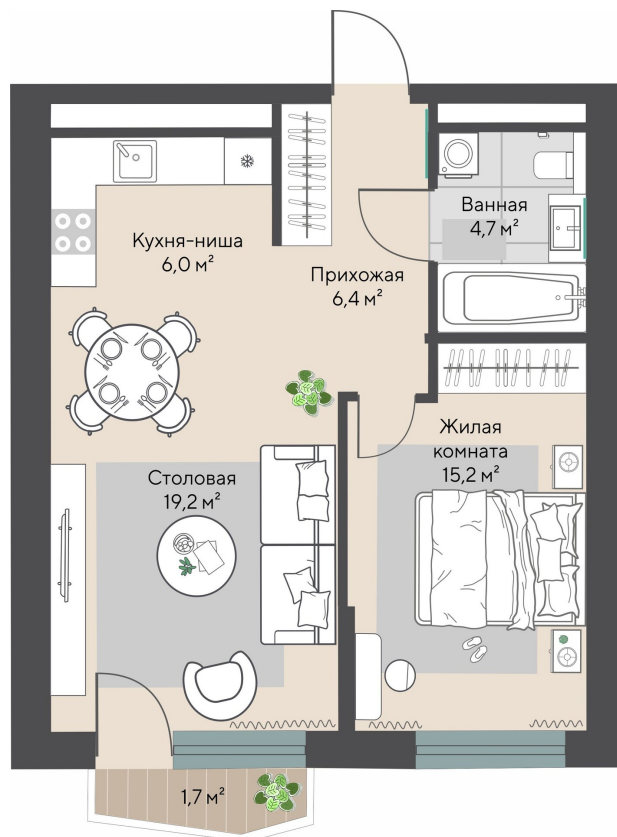 Ванная
4,7 м²
Кухня-ниша
6,0 м²
Прихожая
6,4 м²
Жилая
комната
15,2 м²
Столовая
19,2 м²
1,7 м²